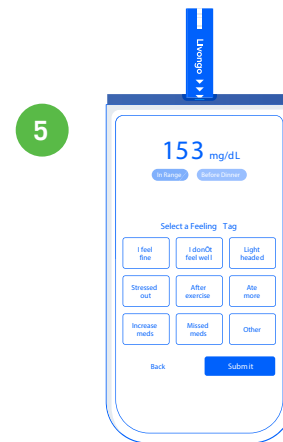 Livongo
5
153 mg/dL
In Range Before Dinner
Select a Feeling Tag
I feel
fine
I donÕt
feel well
Light
headed
Stressed
out
After
exercise
Ate
more
Increase
meds
Missed
meds
Other
Back Submit